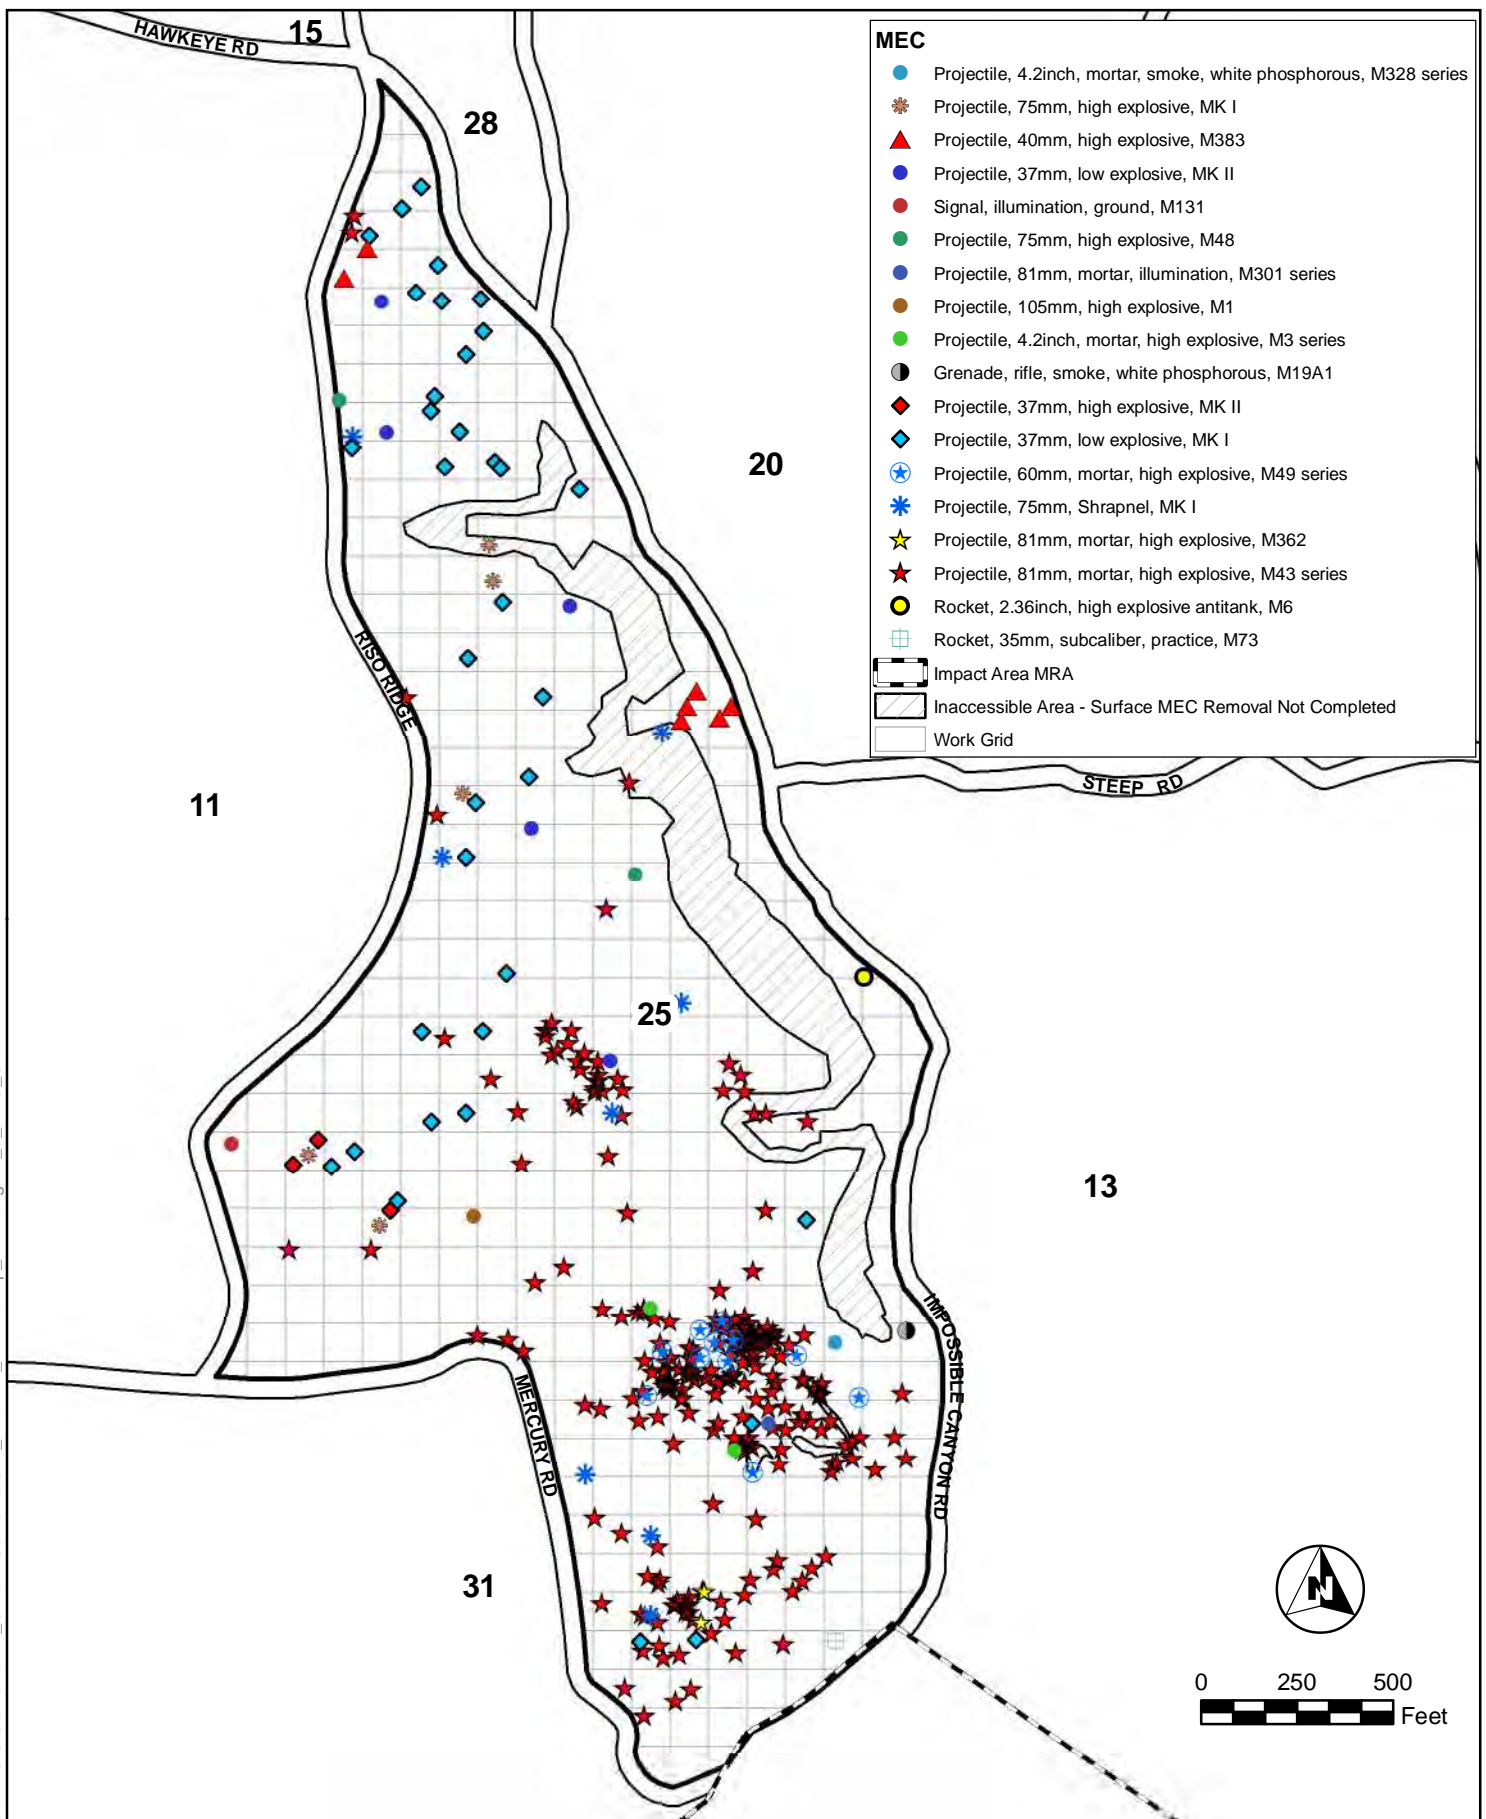 HAWKEYE RD
15
28
MEC
Projectile, 4.2inch, mortar, smoke, white phosphorous, M328 series
Projectile, 75mm, high explosive, MK I
Projectile, 40mm, high explosive, M383
Projectile, 37mm, low explosive, MK II
Signal, illumination, ground, M131
Projectile, 75mm, high explosive, M48
Projectile, 81mm, mortar, illumination, M301 series
Projectile, 105mm, high explosive, M1
Projectile, 4.2inch, mortar, high explosive, M3 series
Grenade, rifle, smoke, white phosphorous, M19A1
Projectile, 37mm, high explosive, MK II
Projectile, 37mm, low explosive, MK I
Projectile, 60mm, mortar, high explosive, M49 series
Projectile, 75mm, Shrapnel, MK I
Projectile, 81mm, mortar, high explosive, M362
Projectile, 81mm, mortar, high explosive, M43 series
Rocket, 2.36inch, high explosive antitank, M6
Rocket, 35mm, subcaliber, practice, M73
Impact Area MRA
Inaccessible Area - Surface MEC Removal Not Completed
Work Grid
20
RISO RIDGE
STEEP RD
11
25
13
IMPOSSIBLE CANYON RD
MERCURY RD
31
N
0 250 500
Feet